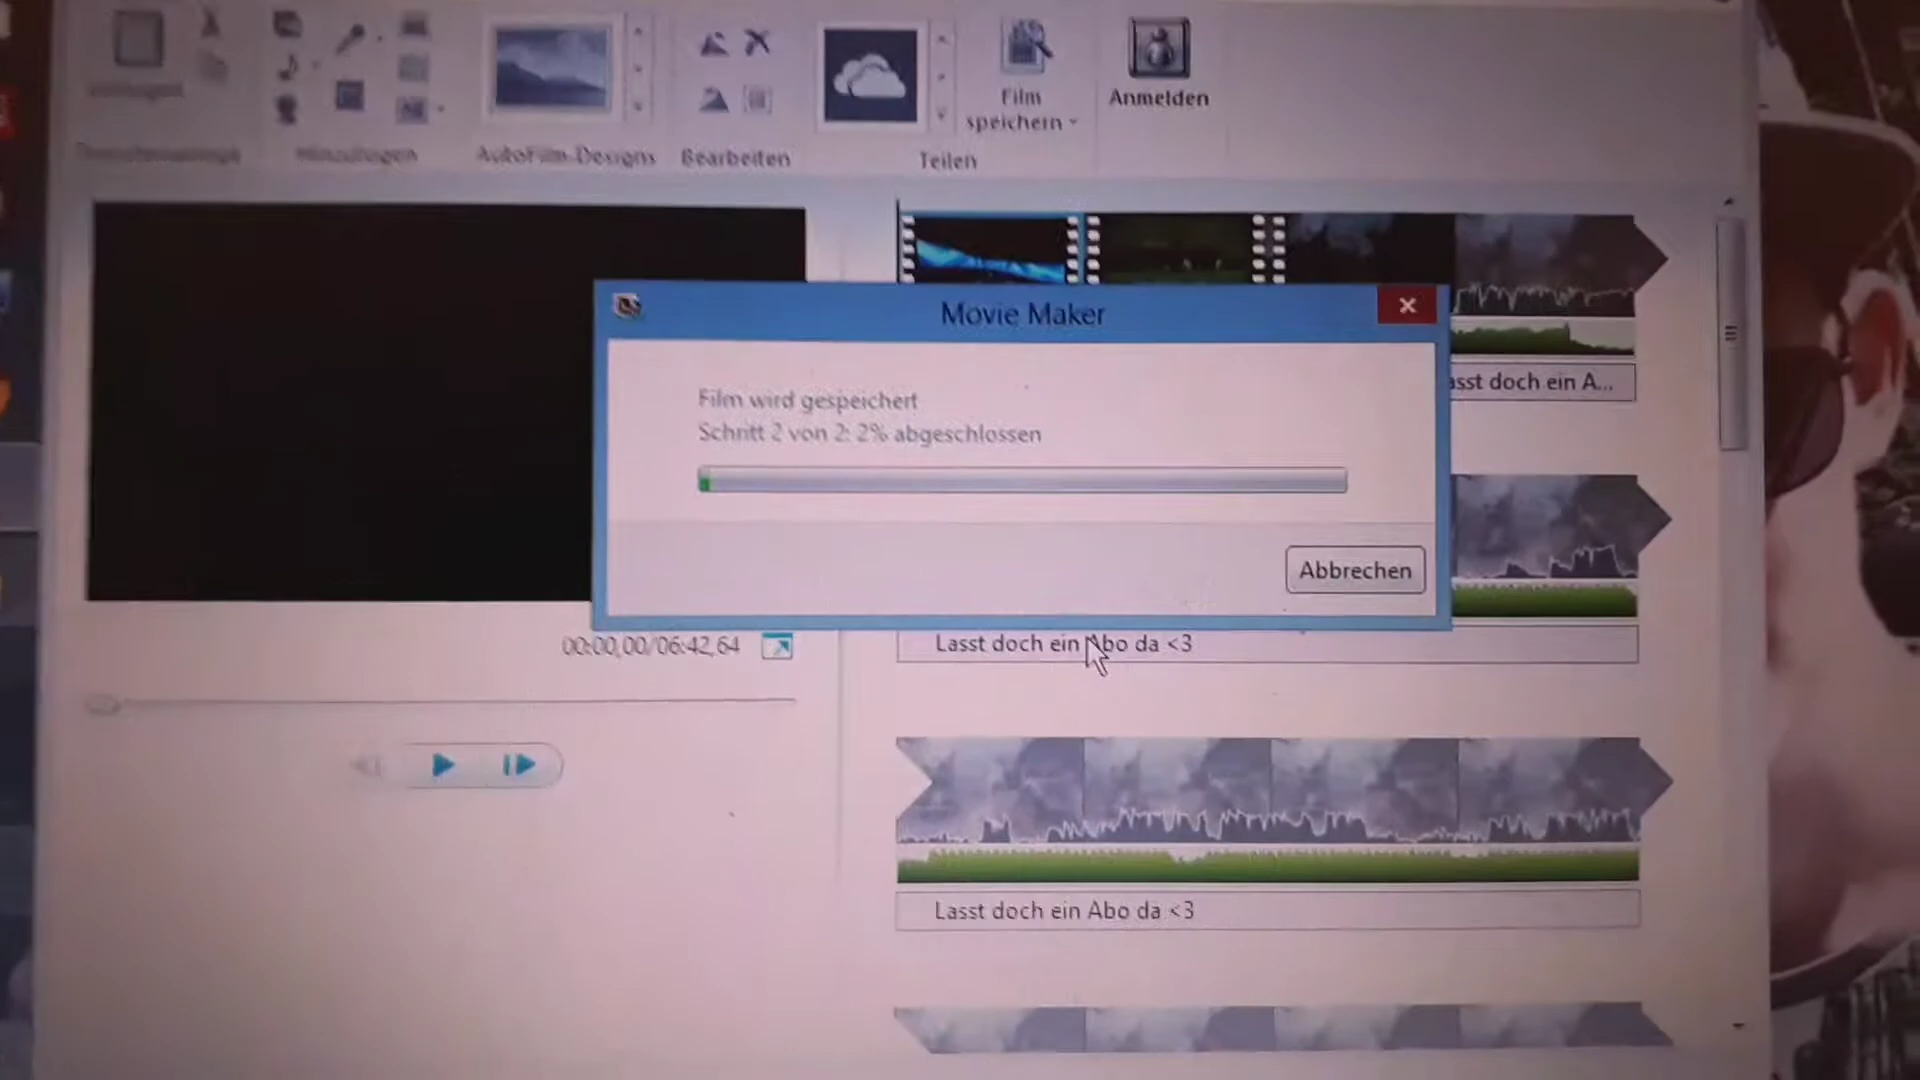 Film
speichern
Anmelden
Hinzufügen
AutoFilm-Designs
Bearbeiten
Teilen
Movie Maker
Film wird gespeichert
Schritt 2 von 2: 2% abgeschlossen
Abbrechen
asst doch ein A...
00:00,00/06:42,64
Lasst doch ein Abo da <3
Lasst doch ein Abo da <3